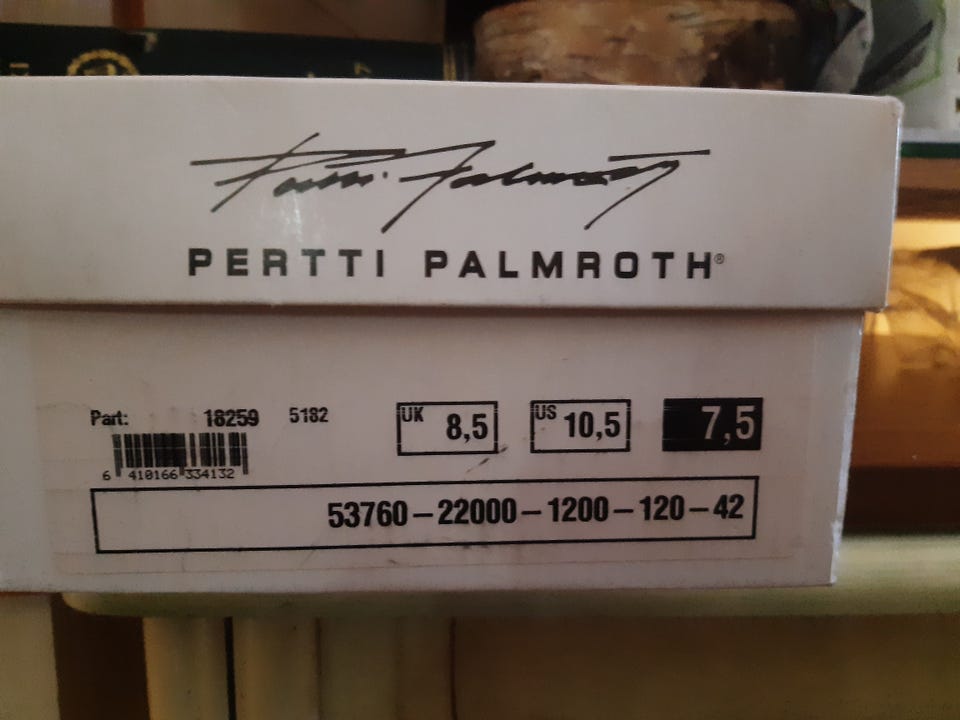 Pertti Palmroth
PERTTI PALMROTH®
Part: 18259 5182
UK 8,5 US 10,5 7,5
6 410166 334132
53760–22000–1200–120–42